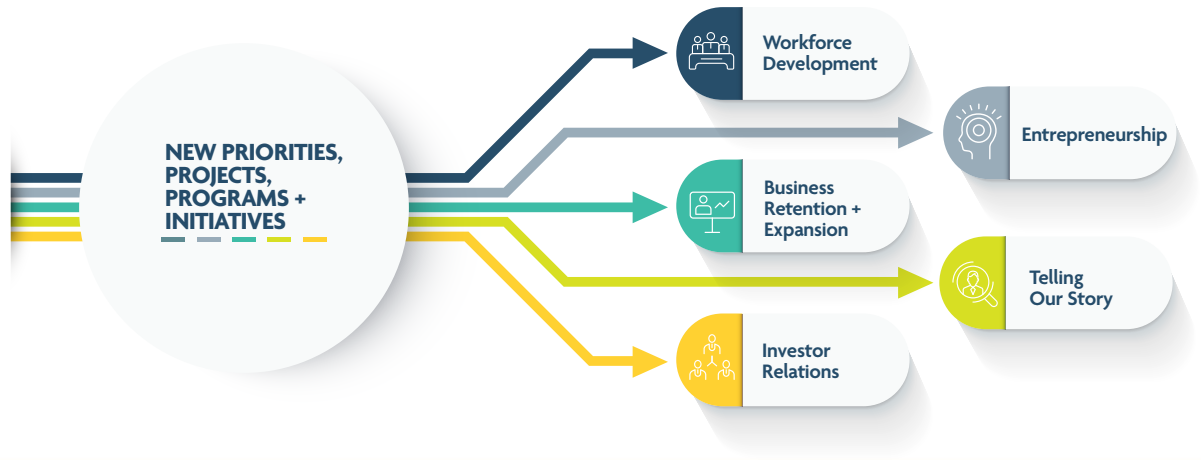 NEW PRIORITIES,
PROJECTS,
PROGRAMS +
INITIATIVES
Workforce
Development
Entrepreneurship
Business
Retention +
Expansion
Telling
Our Story
Investor
Relations